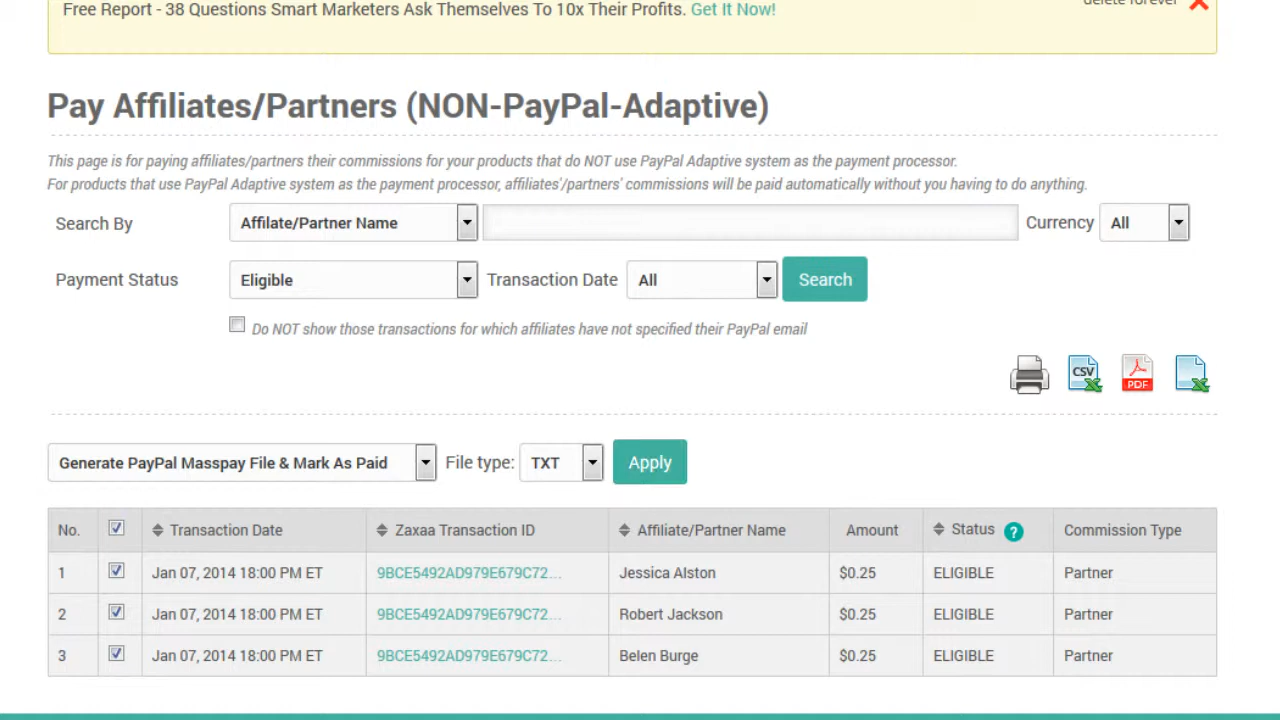 Free Report - 38 Questions Smart Marketers Ask Themselves To 10x Their Profits. Get It Now!
delete forever
Pay Affiliates/Partners (NON-PayPal-Adaptive)
This page is for paying affiliates/partners their commissions for your products that do NOT use PayPal Adaptive system as the payment processor.
For products that use PayPal Adaptive system as the payment processor, affiliates'/partners' commissions will be paid automatically without you having to do anything.
Search By Affilate/Partner Name Currency All
Payment Status Eligible Transaction Date All Search
Do NOT show those transactions for which affiliates have not specified their PayPal email
CSV PDF
Generate PayPal Masspay File & Mark As Paid File type: TXT Apply
No. Transaction Date Zaxaa Transaction ID Affiliate/Partner Name Amount Status ? Commission Type
1 Jan 07, 2014 18:00 PM ET 9BCE5492AD979E679C72... Jessica Alston $0.25 ELIGIBLE Partner
2 Jan 07, 2014 18:00 PM ET 9BCE5492AD979E679C72... Robert Jackson $0.25 ELIGIBLE Partner
3 Jan 07, 2014 18:00 PM ET 9BCE5492AD979E679C72... Belen Burge $0.25 ELIGIBLE Partner